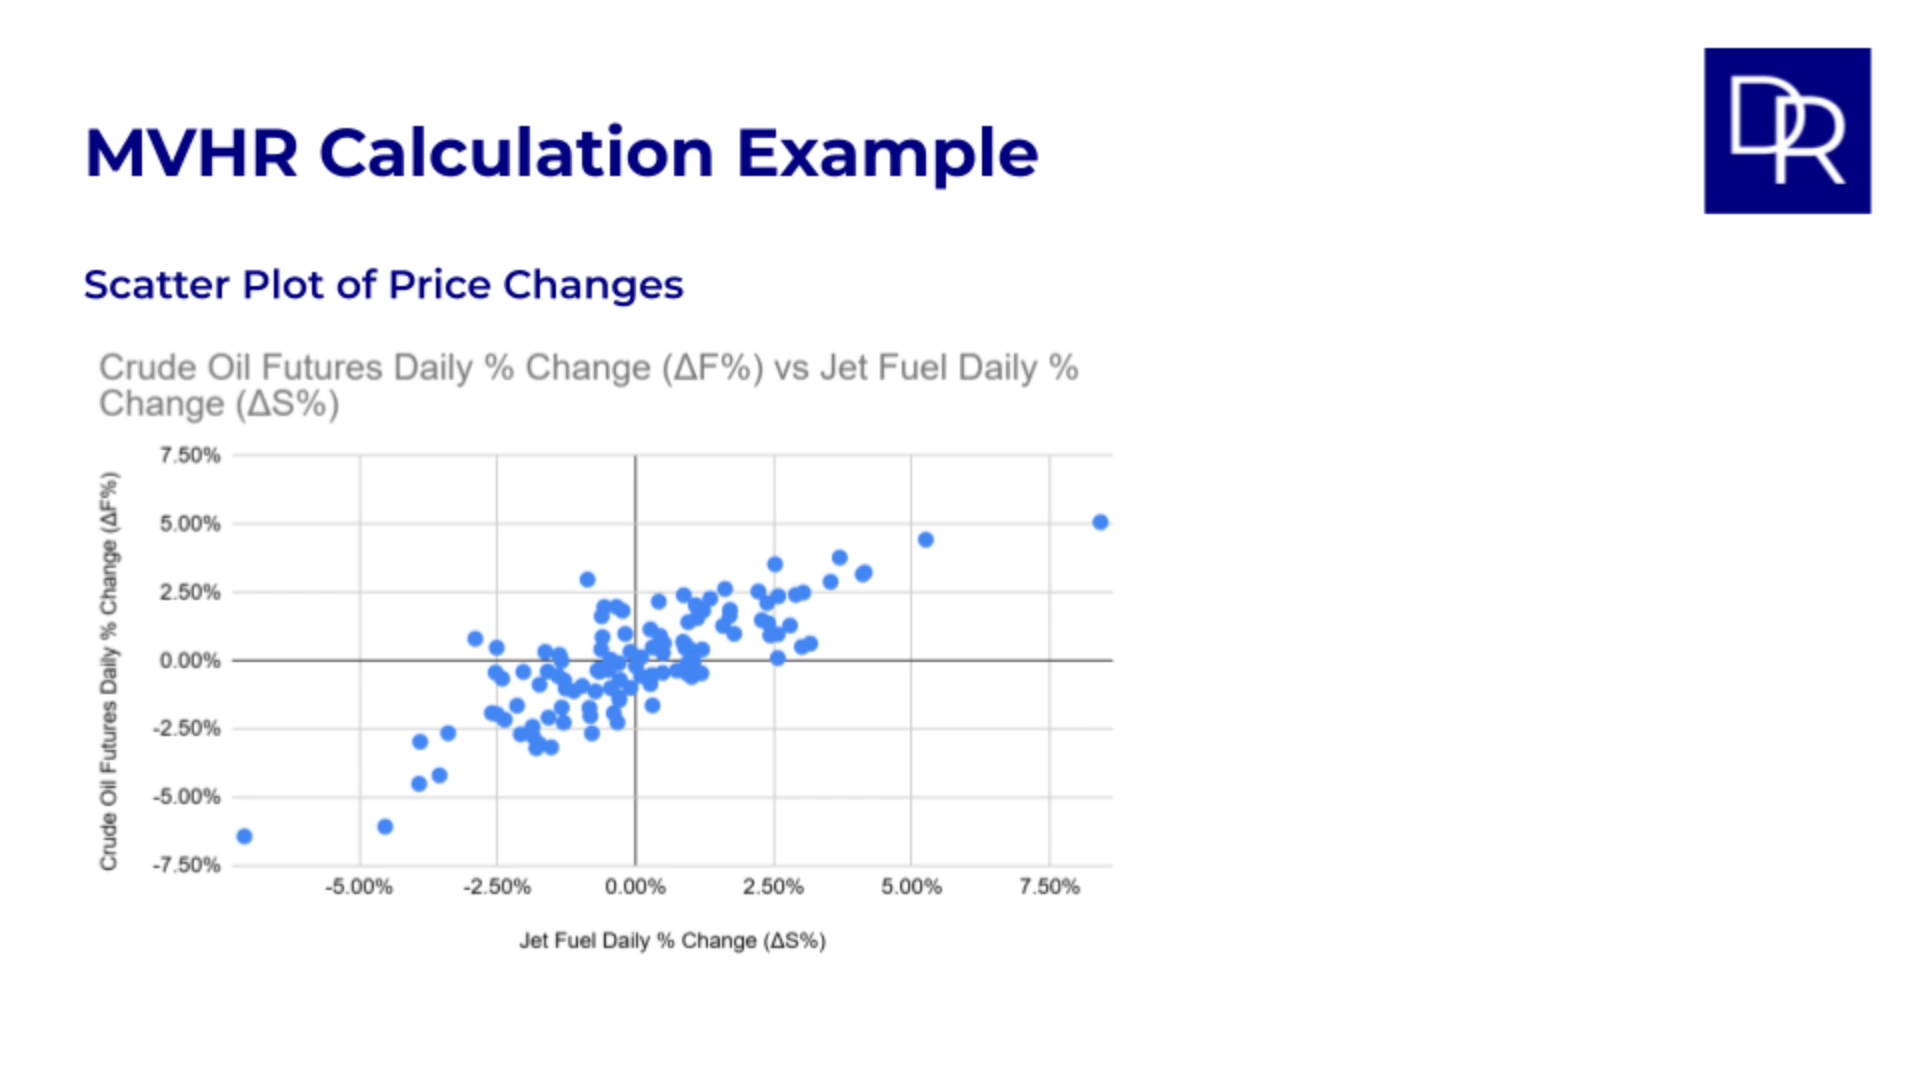 DR
MVHR Calculation Example
Scatter Plot of Price Changes
Crude Oil Futures Daily % Change (ΔF%) vs Jet Fuel Daily %
Change (ΔS%)
Crude Oil Futures Daily % Change (ΔF%)
7.50%
5.00%
2.50%
0.00%
-2.50%
-5.00%
-7.50%
-5.00% -2.50% 0.00% 2.50% 5.00% 7.50%
Jet Fuel Daily % Change (ΔS%)